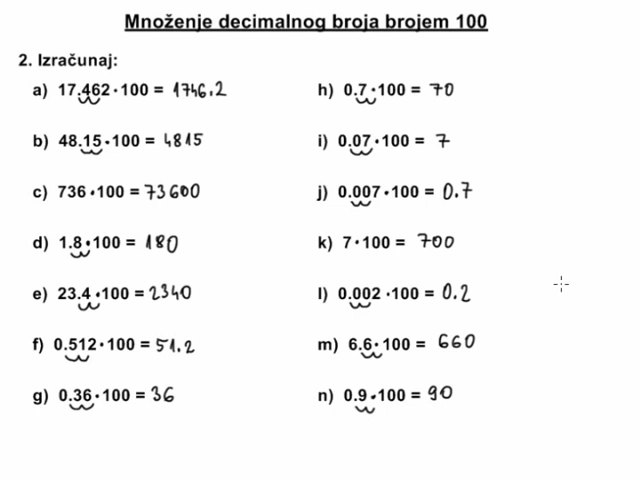 Množenje decimalnog broja brojem 100
2. Izračunaj:
a) 17.462·100 = 1746.2
b) 48.15·100 = 4815
c) 736·100 = 73600
d) 1.8·100 = 180
e) 23.4·100 = 2340
f) 0.512·100 = 51.2
g) 0.36·100 = 36
h) 0.7·100 = 70
i) 0.07·100 = 7
j) 0.007·100 = 0.7
k) 7·100 = 700
l) 0.002·100 = 0.2
m) 6.6·100 = 660
n) 0.9·100 = 90